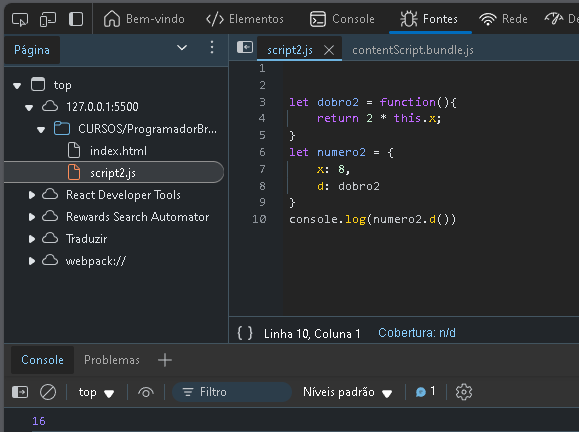 Bem-vindo Elementos Console Fontes Rede
Página
script2.js contentScript.bundle.js
top
127.0.0.1:5500
CURSOS/ProgramadorBr...
index.html
script2.js
React Developer Tools
Rewards Search Automator
Traduzir
webpack://
1
2
3 let dobro2 = function(){
4 return 2 * this.x;
5 }
6 let numero2 = {
7 x: 8,
8 d: dobro2
9 }
10 console.log(numero2.d())
{ } Linha 10, Coluna 1 Cobertura: n/d
Console Problemas +
top Filtro Níveis padrão 1
16